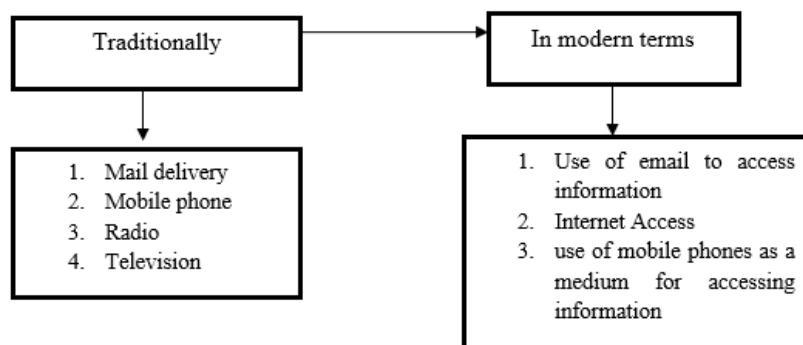 Traditionally
In modern terms
1. Mail delivery
2. Mobile phone
3. Radio
4. Television
1. Use of email to access
information
2. Internet Access
3. use of mobile phones as a
medium for accessing
information